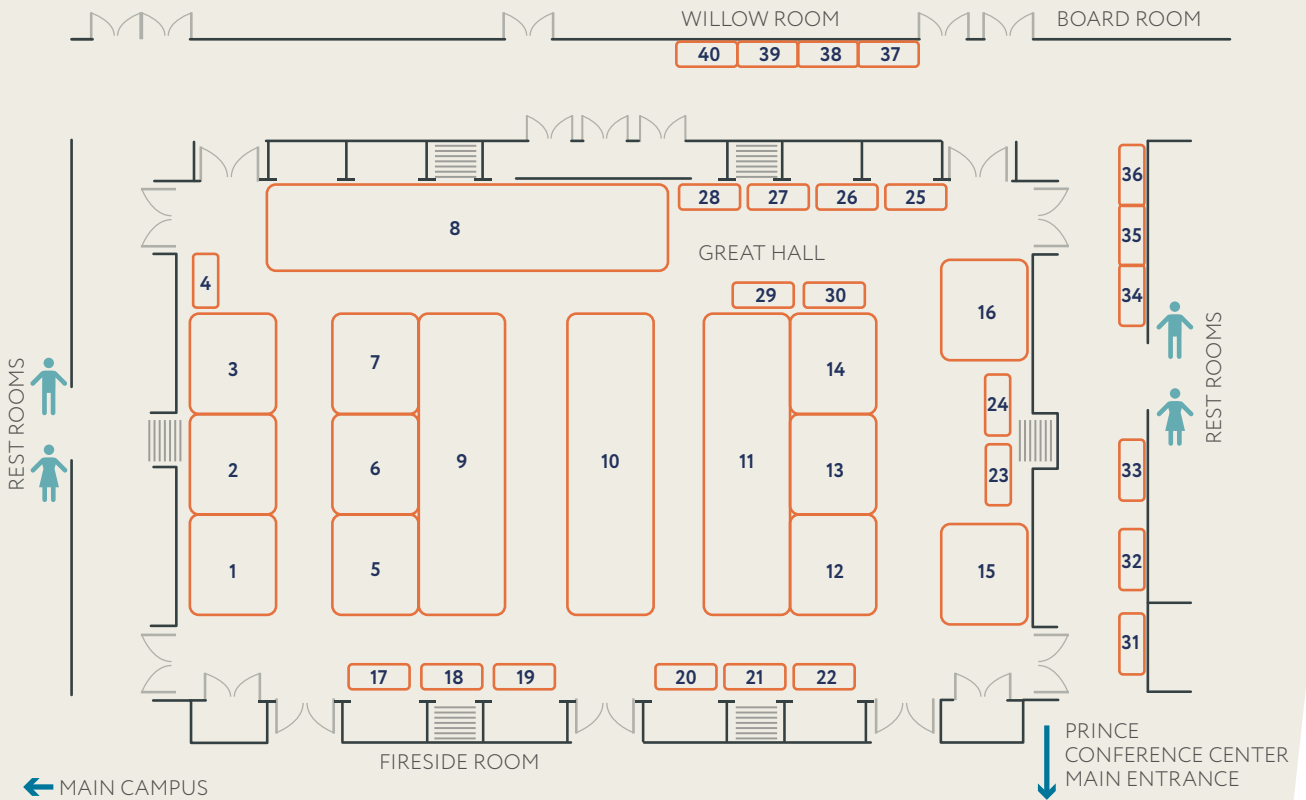 WILLOW ROOM
BOARD ROOM
40 39 38 37
36
35
34
28 27 26 25
8
GREAT HALL
4
29 30
16
3
7
14
24
REST ROOMS
REST ROOMS
2
6
9
10
11
13
23
33
1
5
12
15
32
31
17 18 19
20 21 22
FIRESIDE ROOM
PRINCE
CONFERENCE CENTER
MAIN ENTRANCE
MAIN CAMPUS